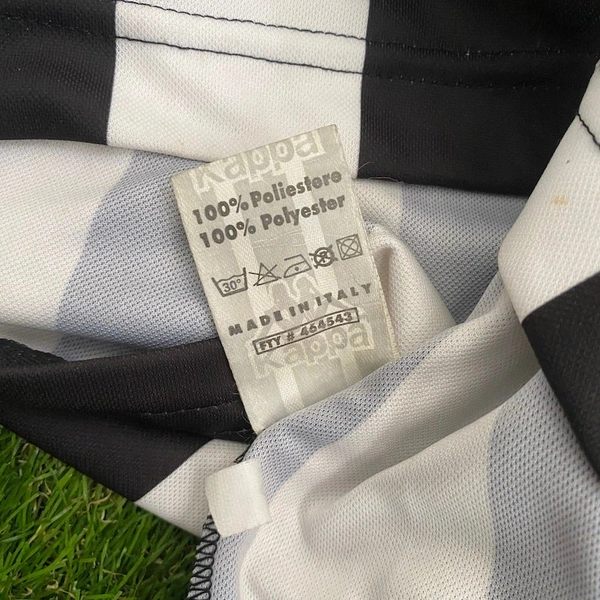 Kappa
100% Poliestere
100% Polyester
30°
MADE IN ITALY
FTY # 464543
Kappa